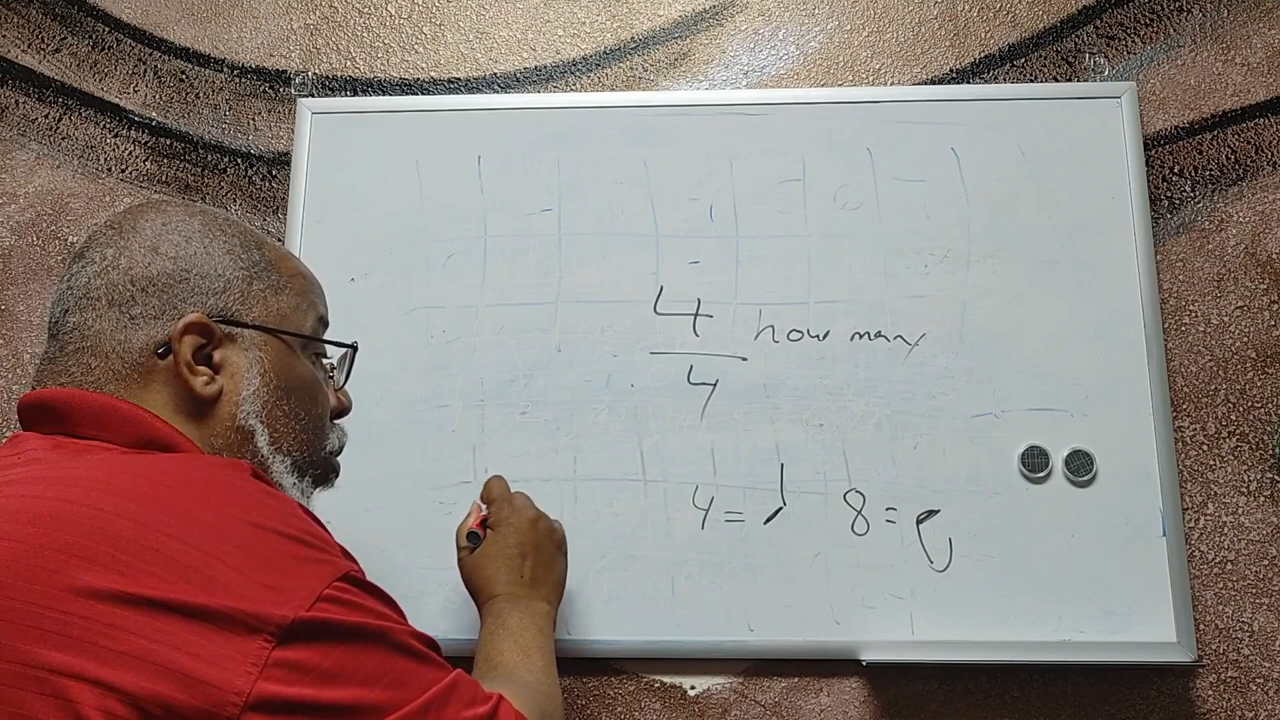 4 how many
4
4 = 𝅘𝅥 8 = 𝅘𝅥𝅮